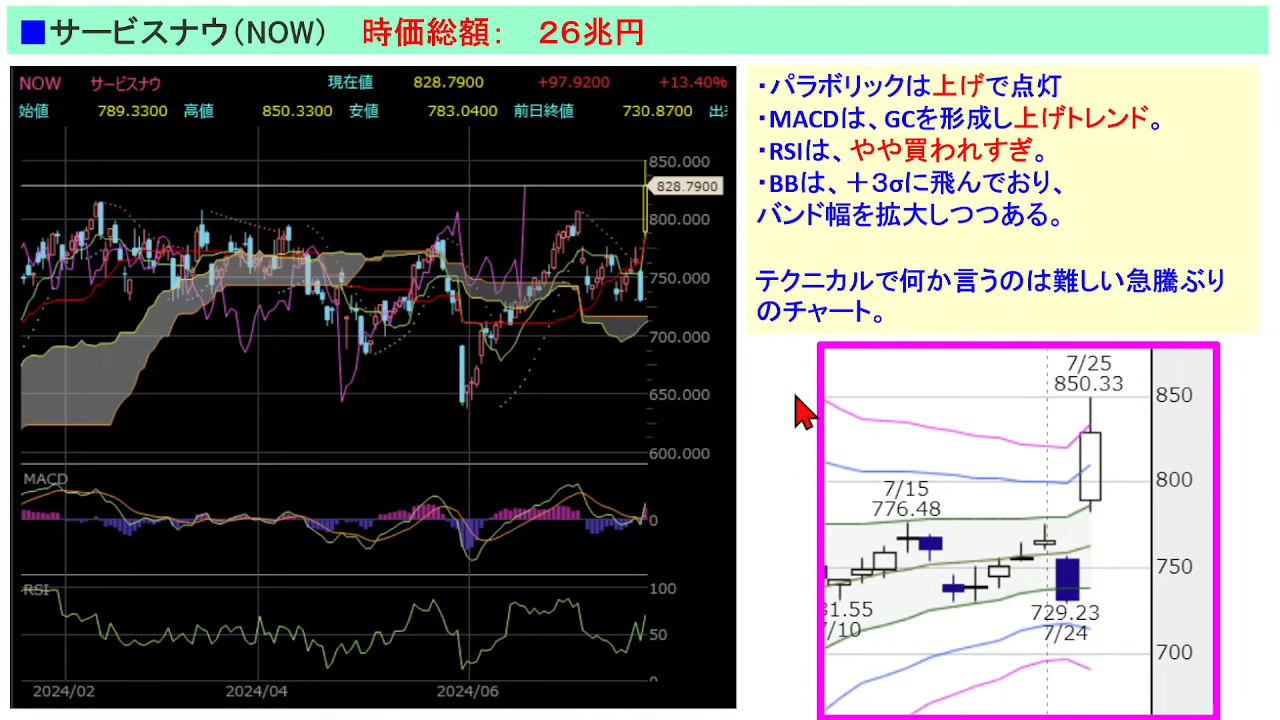 ■サービスナウ（NOW） 時価総額： ２６兆円
NOW サービスナウ 現在値 828.7900 +97.9200 +13.40%
始値 789.3300 高値 850.3300 安値 783.0400 前日終値 730.8700 出
850.000
828.7900
800.000
750.000
700.000
650.000
600.000
MACD
0
RSI
100
50
0
2024/02 2024/04 2024/06
・パラボリックは上げで点灯
・MACDは、GCを形成し上げトレンド。
・RSIは、やや買われすぎ。
・BBは、＋３σに飛んでおり、
バンド幅を拡大しつつある。
テクニカルで何か言うのは難しい急騰ぶり
のチャート。
7/25
850.33
850
800
7/15
776.48
750
31.55
7/10
729.23
7/24
700